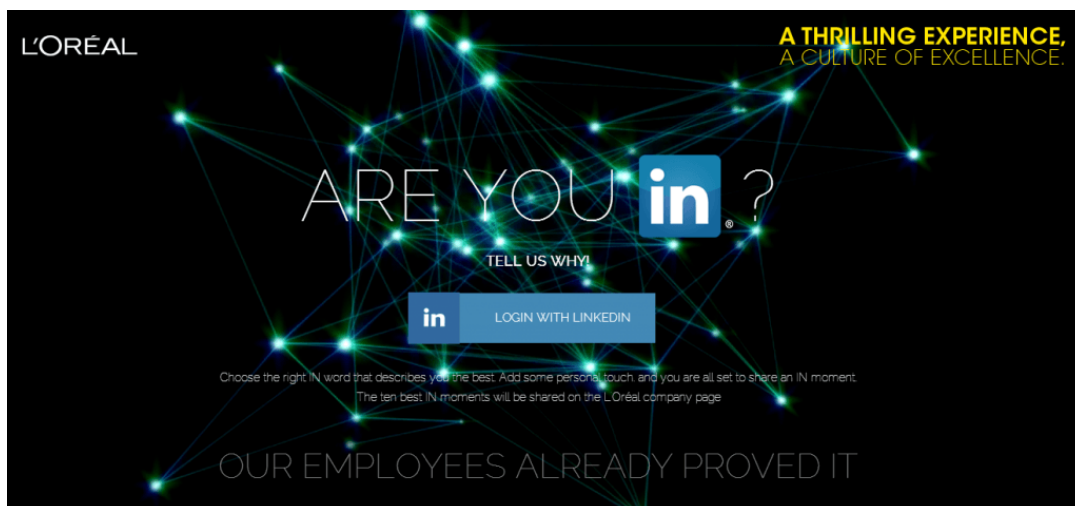 L'ORÉAL
A THRILLING EXPERIENCE,
A CULTURE OF EXCELLENCE.
ARE YOU in® ?
TELL US WHY!
in LOGIN WITH LINKEDIN
Choose the right IN word that describes you the best. Add some personal touch and you are all set to share an IN moment.
The ten best IN moments will be shared on the L'Oréal company page
OUR EMPLOYEES ALREADY PROVED IT